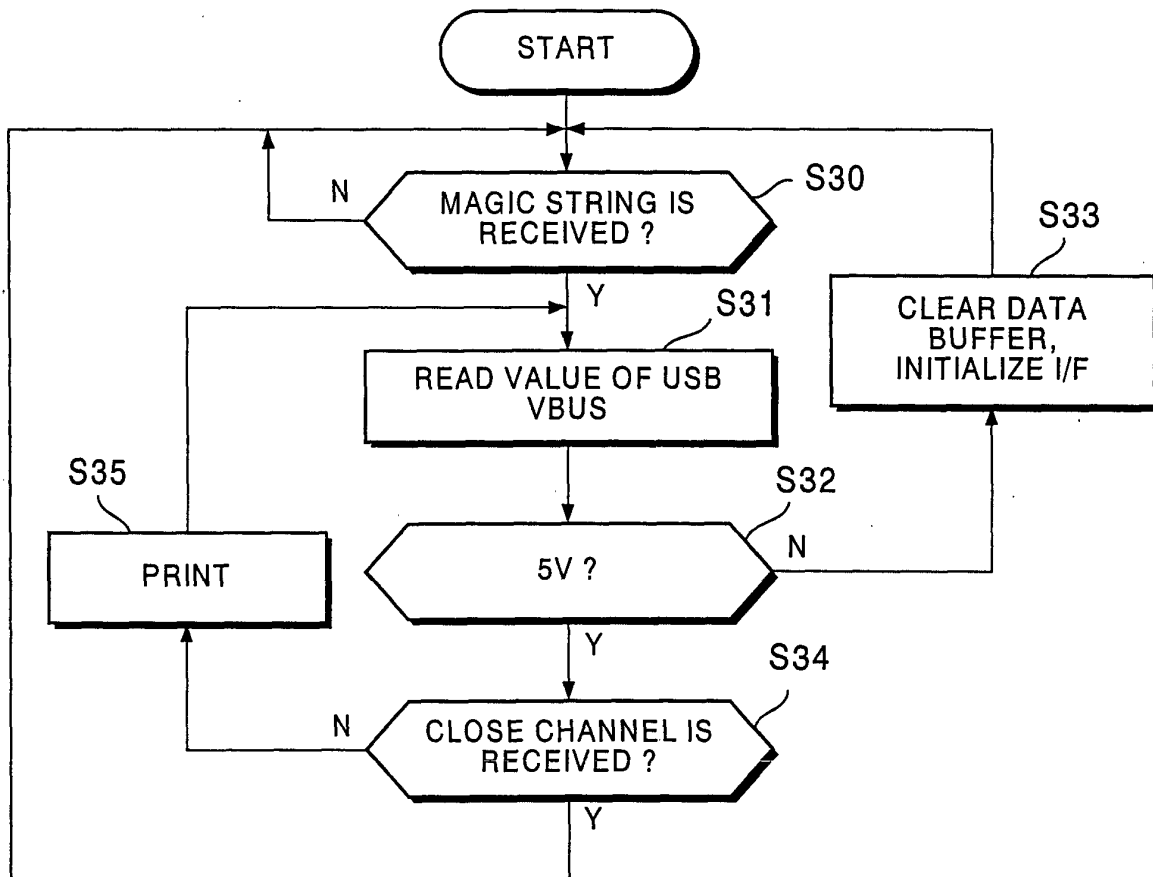 START
N
MAGIC STRING IS
RECEIVED ?
S30
Y
S33
CLEAR DATA
BUFFER,
INITIALIZE I/F
S31
READ VALUE OF USB
VBUS
S35
PRINT
S32
5V ?
N
Y
S34
N
CLOSE CHANNEL IS
RECEIVED ?
Y